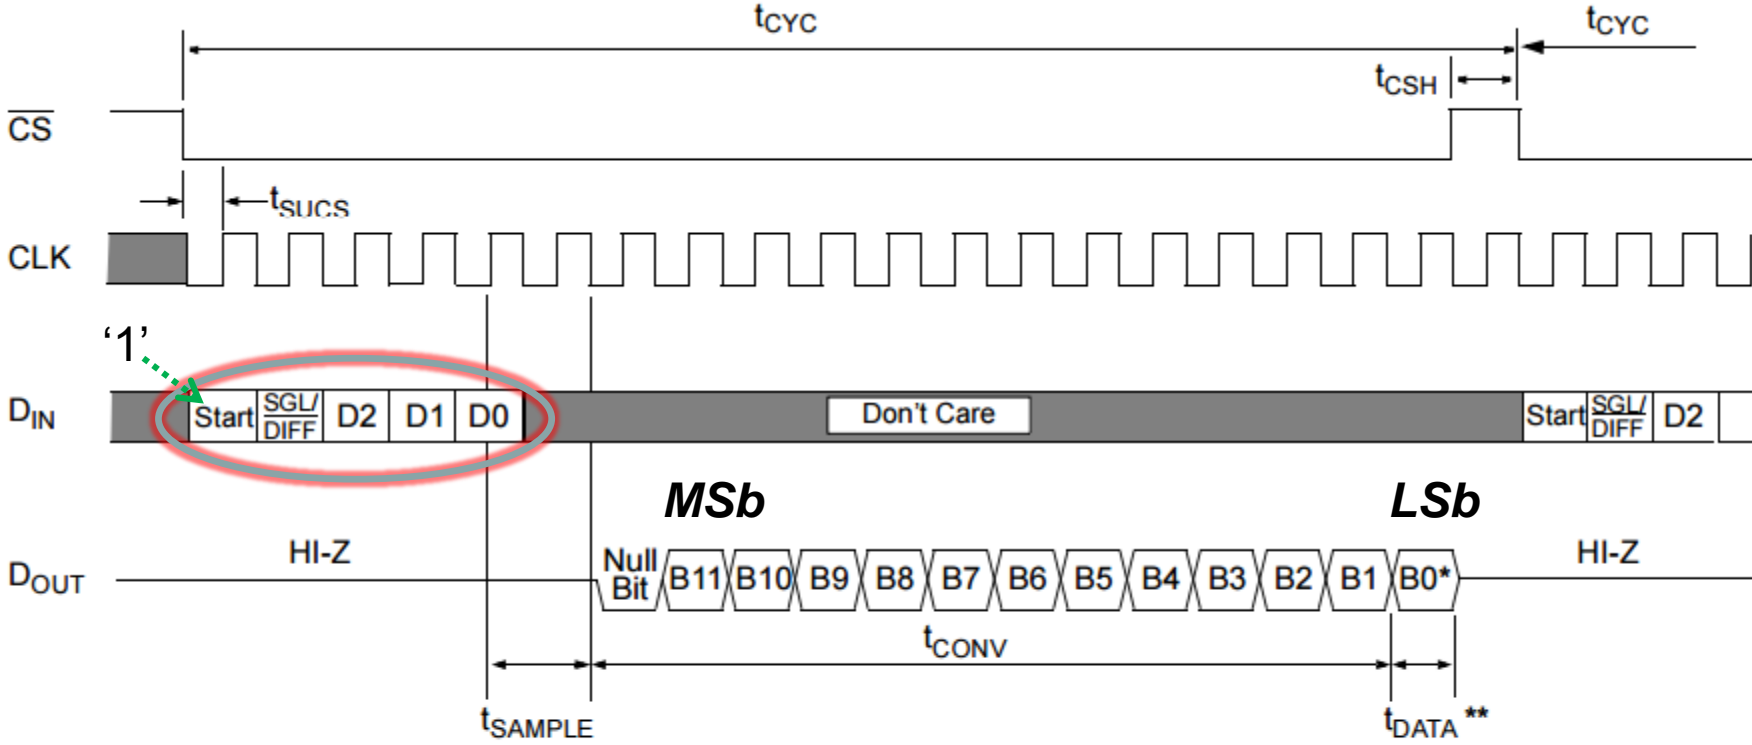 tCYC
tCYC
tCSH
CS
tSUCS
CLK
‘1’
DIN
Start
SGL/
DIFF
D2
D1
D0
Don't Care
Start
SGL/
DIFF
D2
MSb
LSb
DOUT
HI-Z
Null
Bit
B11
B10
B9
B8
B7
B6
B5
B4
B3
B2
B1
B0*
HI-Z
tCONV
tSAMPLE
tDATA **